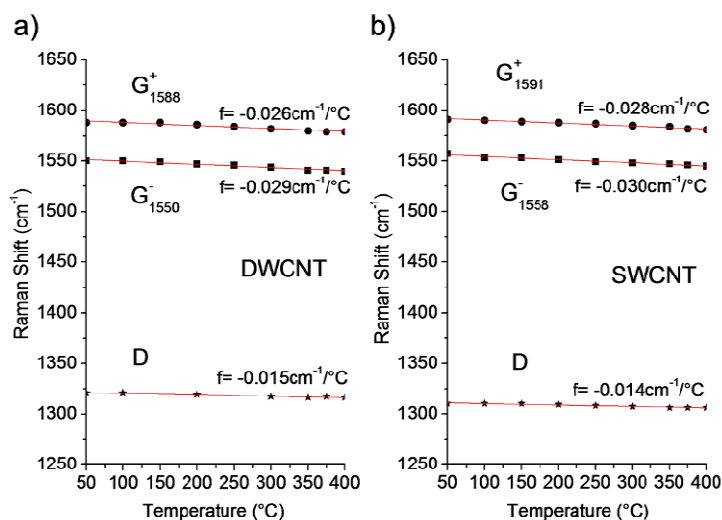 a)
1650
1600
1550
1500
1450
1400
1350
1300
1250
Raman Shift (cm⁻¹)
G⁺₁₅₈₈
f= -0.026cm⁻¹/°C
f= -0.029cm⁻¹/°C
G⁻₁₅₅₀
DWCNT
D
f= -0.015cm⁻¹/°C
50 100 150 200 250 300 350 400
Temperature (°C)
b)
1650
1600
1550
1500
1450
1400
1350
1300
1250
Raman Shift (cm⁻¹)
G⁺₁₅₉₁
f= -0.028cm⁻¹/°C
f= -0.030cm⁻¹/°C
G⁻₁₅₅₈
SWCNT
D
f= -0.014cm⁻¹/°C
50 100 150 200 250 300 350 400
Temperature (°C)